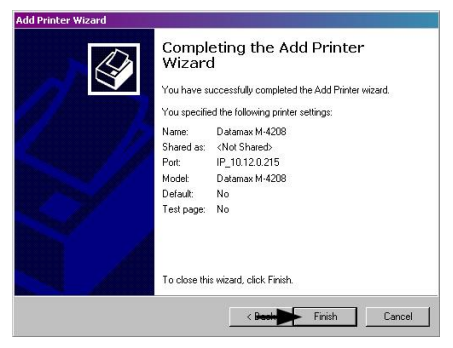 Add Printer Wizard
Completing the Add Printer
Wizard
You have successfully completed the Add Printer wizard.
You specified the following printer settings:
Name: Datamax M-4208
Shared as: <Not Shared>
Port: IP_10.12.0.215
Model: Datamax M-4208
Default: No
Test page: No
To close this wizard, click Finish.
< Finish Cancel